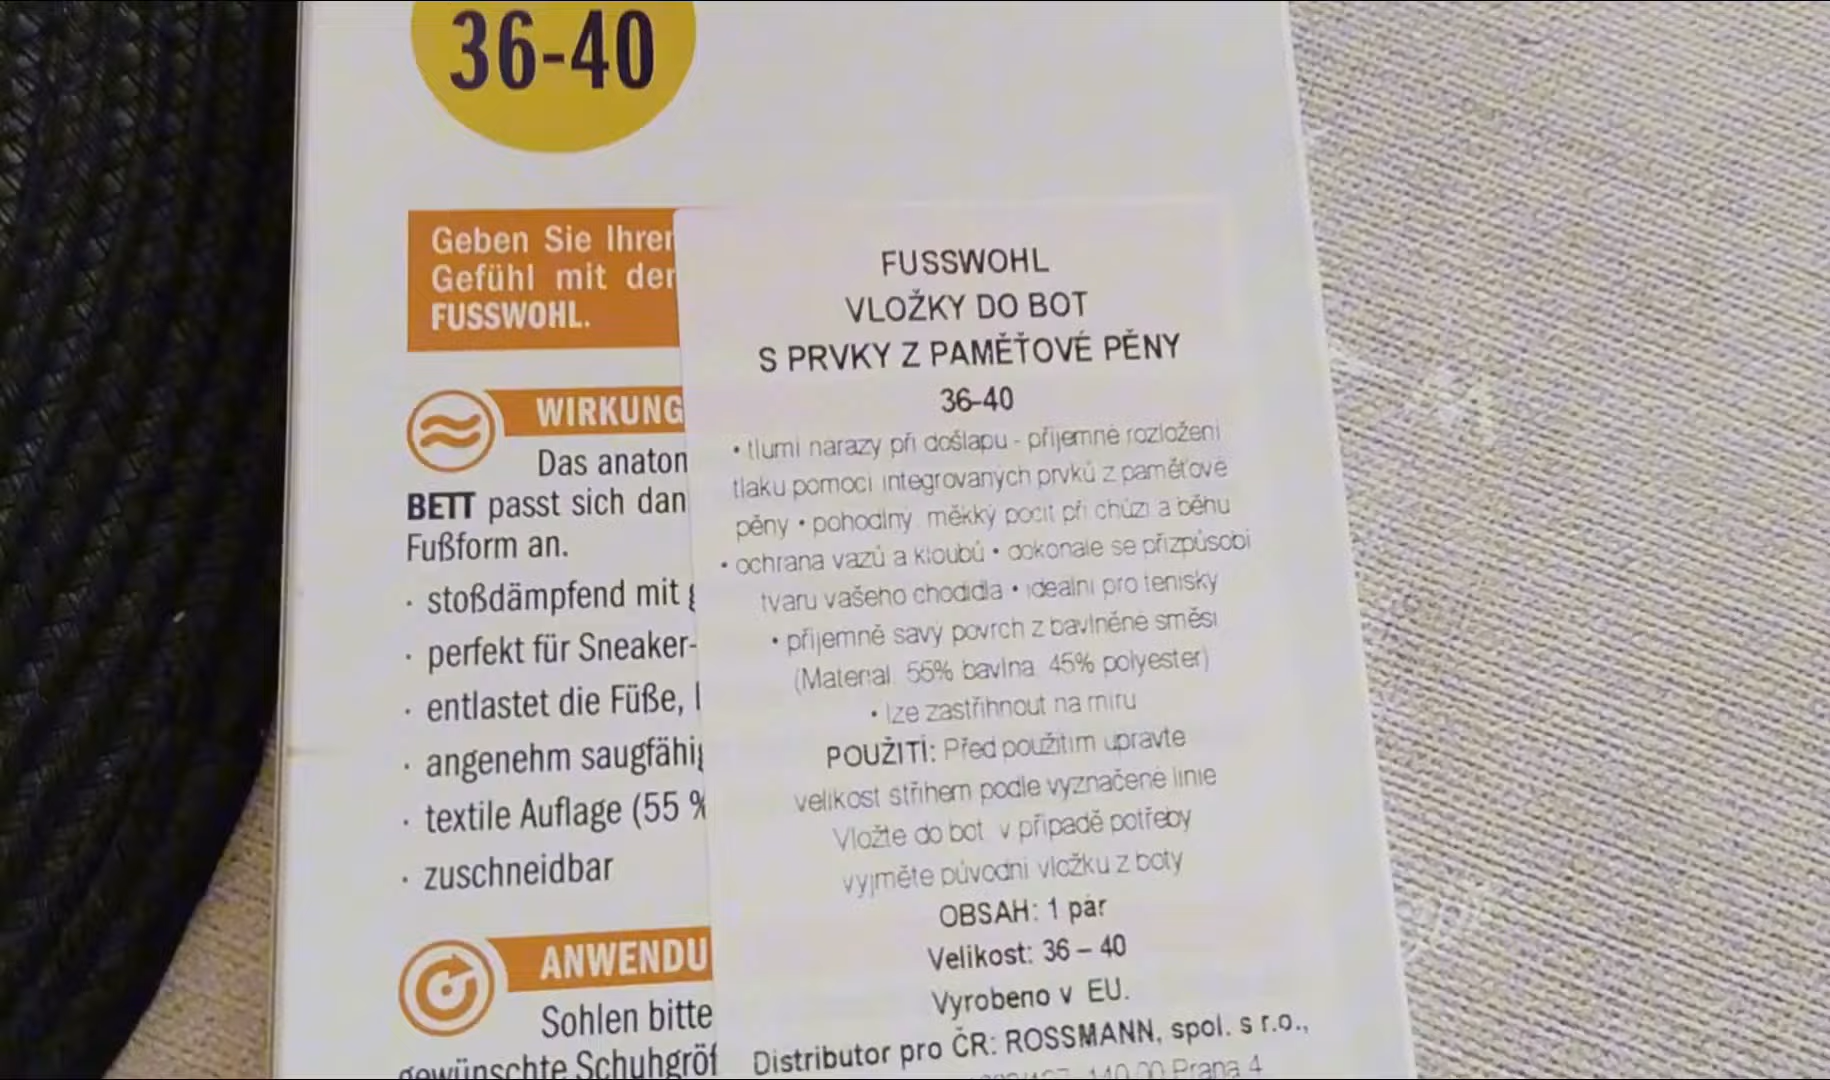 36-40
Geben Sie Ihrer
Gefühl mit der
FUSSWOHL.
WIRKUNG
Das anaton
BETT passt sich dan
Fußform an.
· stoßdämpfend mit
· perfekt für Sneaker-
· entlastet die Füße,
· angenehm saugfähig
· textile Auflage (55 %
· zuschneidbar
ANWENDU
Sohlen bitte
gewünschte Schuhgröf
FUSSWOHL
VLOŽKY DO BOT
S PRVKY Z PAMĚŤOVÉ PĚNY
36-40
• tlumí nárazy při došlapu - příjemné rozložení
tlaku pomocí integrovaných prvků z paměťové
pěny • pohodlný měkký pocit při chůzi a běhu
• ochrana vazů a kloubů • dokonale se přizpůsobí
tvaru vašeho chodidla • ideální pro tenisky
• příjemně savý povrch z bavlněné směsi
(Materiál 55% bavlna 45% polyester)
• lze zastřihnout na míru
POUŽITÍ: Před použitím upravte
velikost střihem podle vyznačené linie
Vložte do bot v případě potřeby
vyjměte původní vložku z boty
OBSAH: 1 pár
Velikost: 36 – 40
Vyrobeno v EU.
Distributor pro ČR: ROSSMANN, spol. s r.o.,
140 00 Praha 4